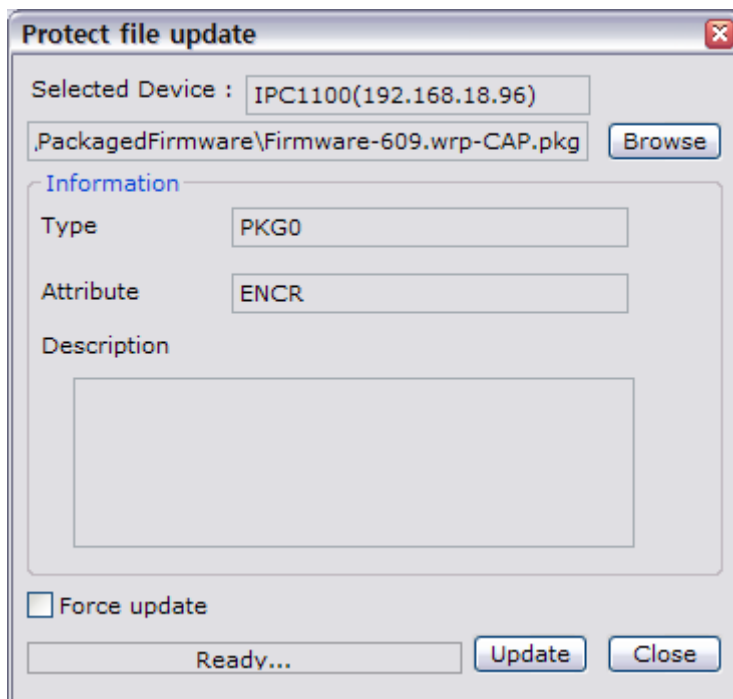 Protect file update
Selected Device : IPC1100(192.168.18.96)
.PackagedFirmware\Firmware-609.wrp-CAP.pkg Browse
Information
Type PKG0
Attribute ENCR
Description
Force update
Ready... Update Close